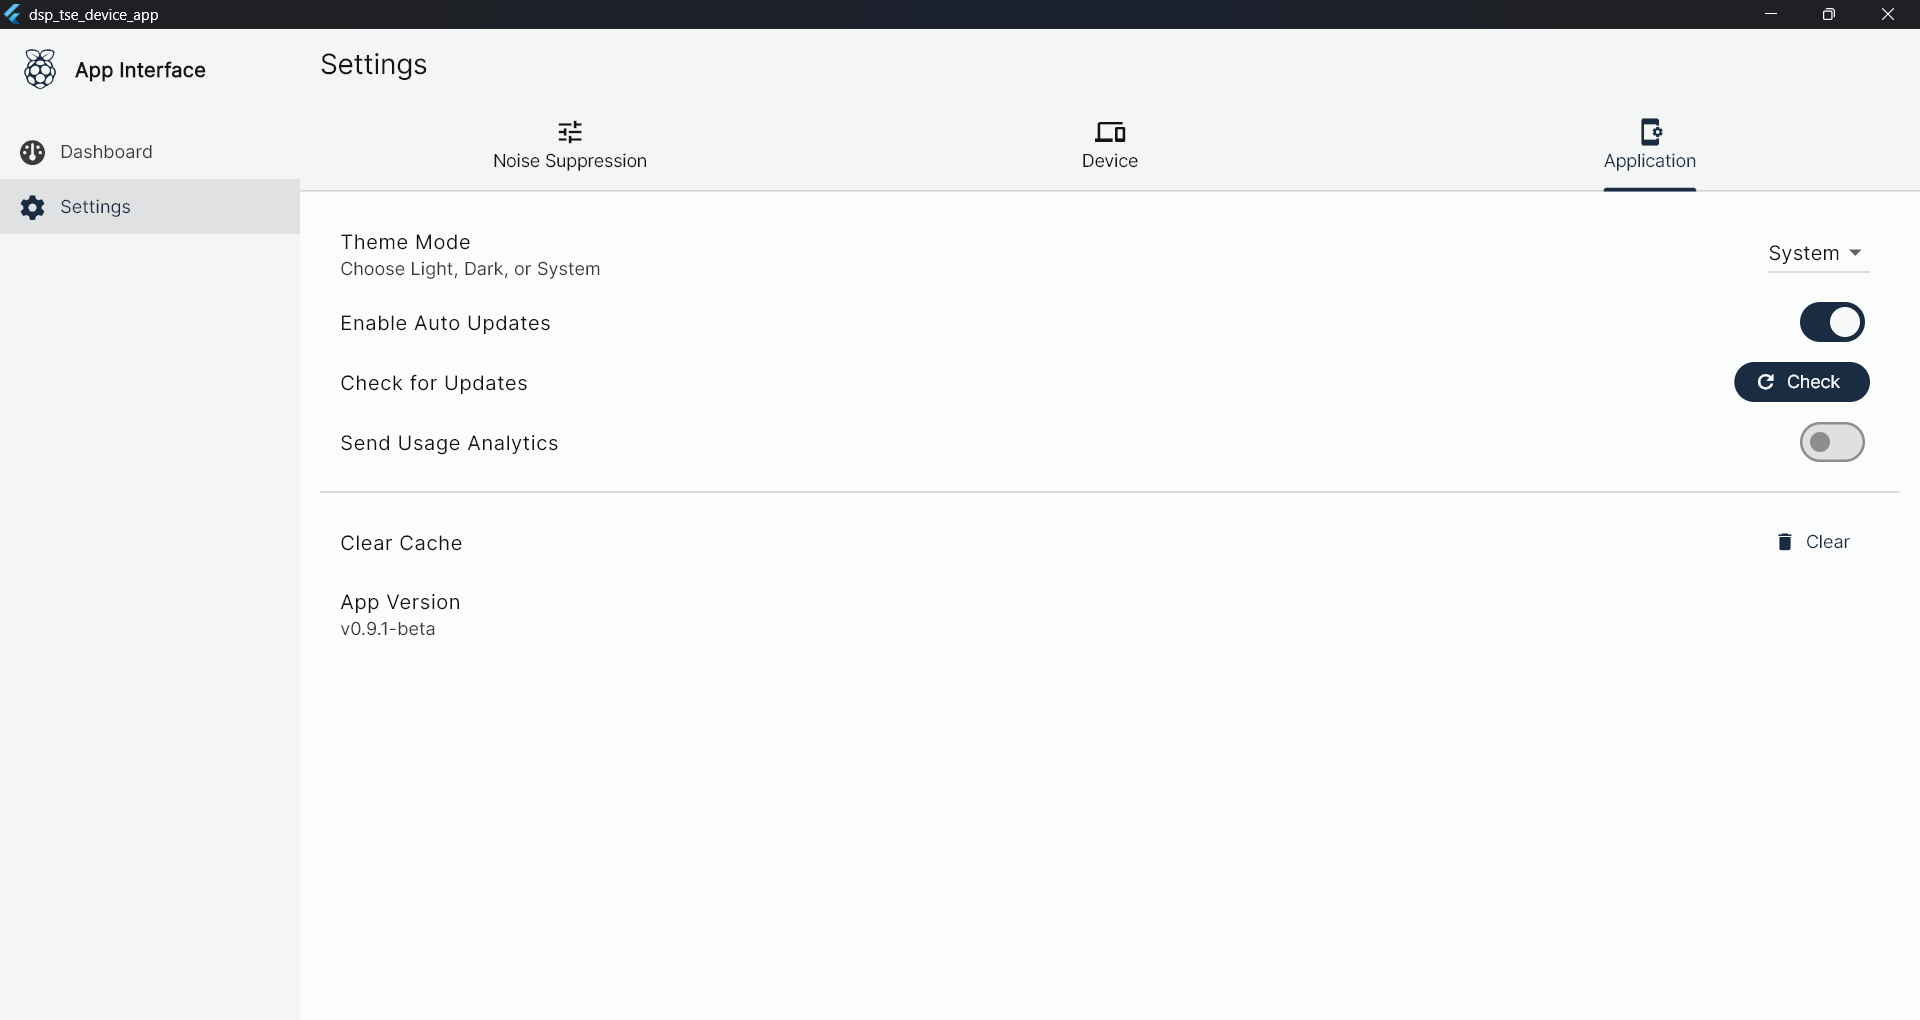 dsp_tse_device_app
App Interface
Settings
Dashboard
Settings
Noise Suppression
Device
Application
Theme Mode
Choose Light, Dark, or System
System
Enable Auto Updates
Check for Updates
Check
Send Usage Analytics
Clear Cache
Clear
App Version
v0.9.1-beta